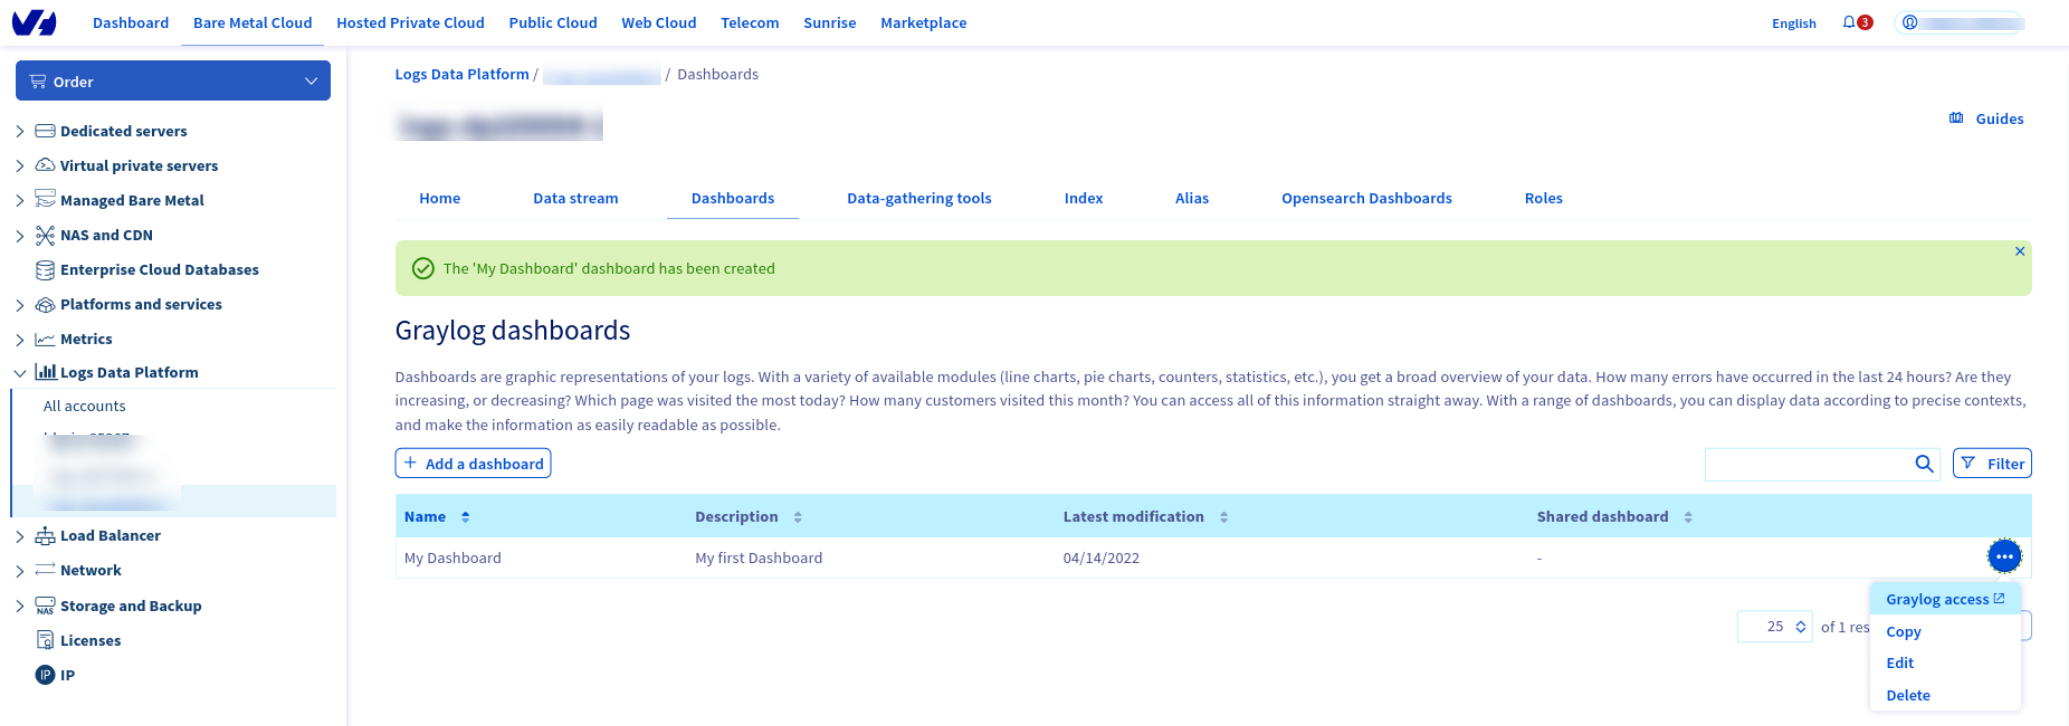 Dashboard Bare Metal Cloud Hosted Private Cloud Public Cloud Web Cloud Telecom Sunrise Marketplace English 3
Order
Dedicated servers
Virtual private servers
Managed Bare Metal
NAS and CDN
Enterprise Cloud Databases
Platforms and services
Metrics
Logs Data Platform
All accounts
Load Balancer
Network
NAS Storage and Backup
Licenses
IP IP
Logs Data Platform / / Dashboards
Guides
Home Data stream Dashboards Data-gathering tools Index Alias Opensearch Dashboards Roles
The 'My Dashboard' dashboard has been created
Graylog dashboards
Dashboards are graphic representations of your logs. With a variety of available modules (line charts, pie charts, counters, statistics, etc.), you get a broad overview of your data. How many errors have occurred in the last 24 hours? Are they
increasing, or decreasing? Which page was visited the most today? How many customers visited this month? You can access all of this information straight away. With a range of dashboards, you can display data according to precise contexts,
and make the information as easily readable as possible.
+ Add a dashboard Filter
Name Description Latest modification Shared dashboard
My Dashboard My first Dashboard 04/14/2022 -
Graylog access
25 of 1 res
Copy
Edit
Delete